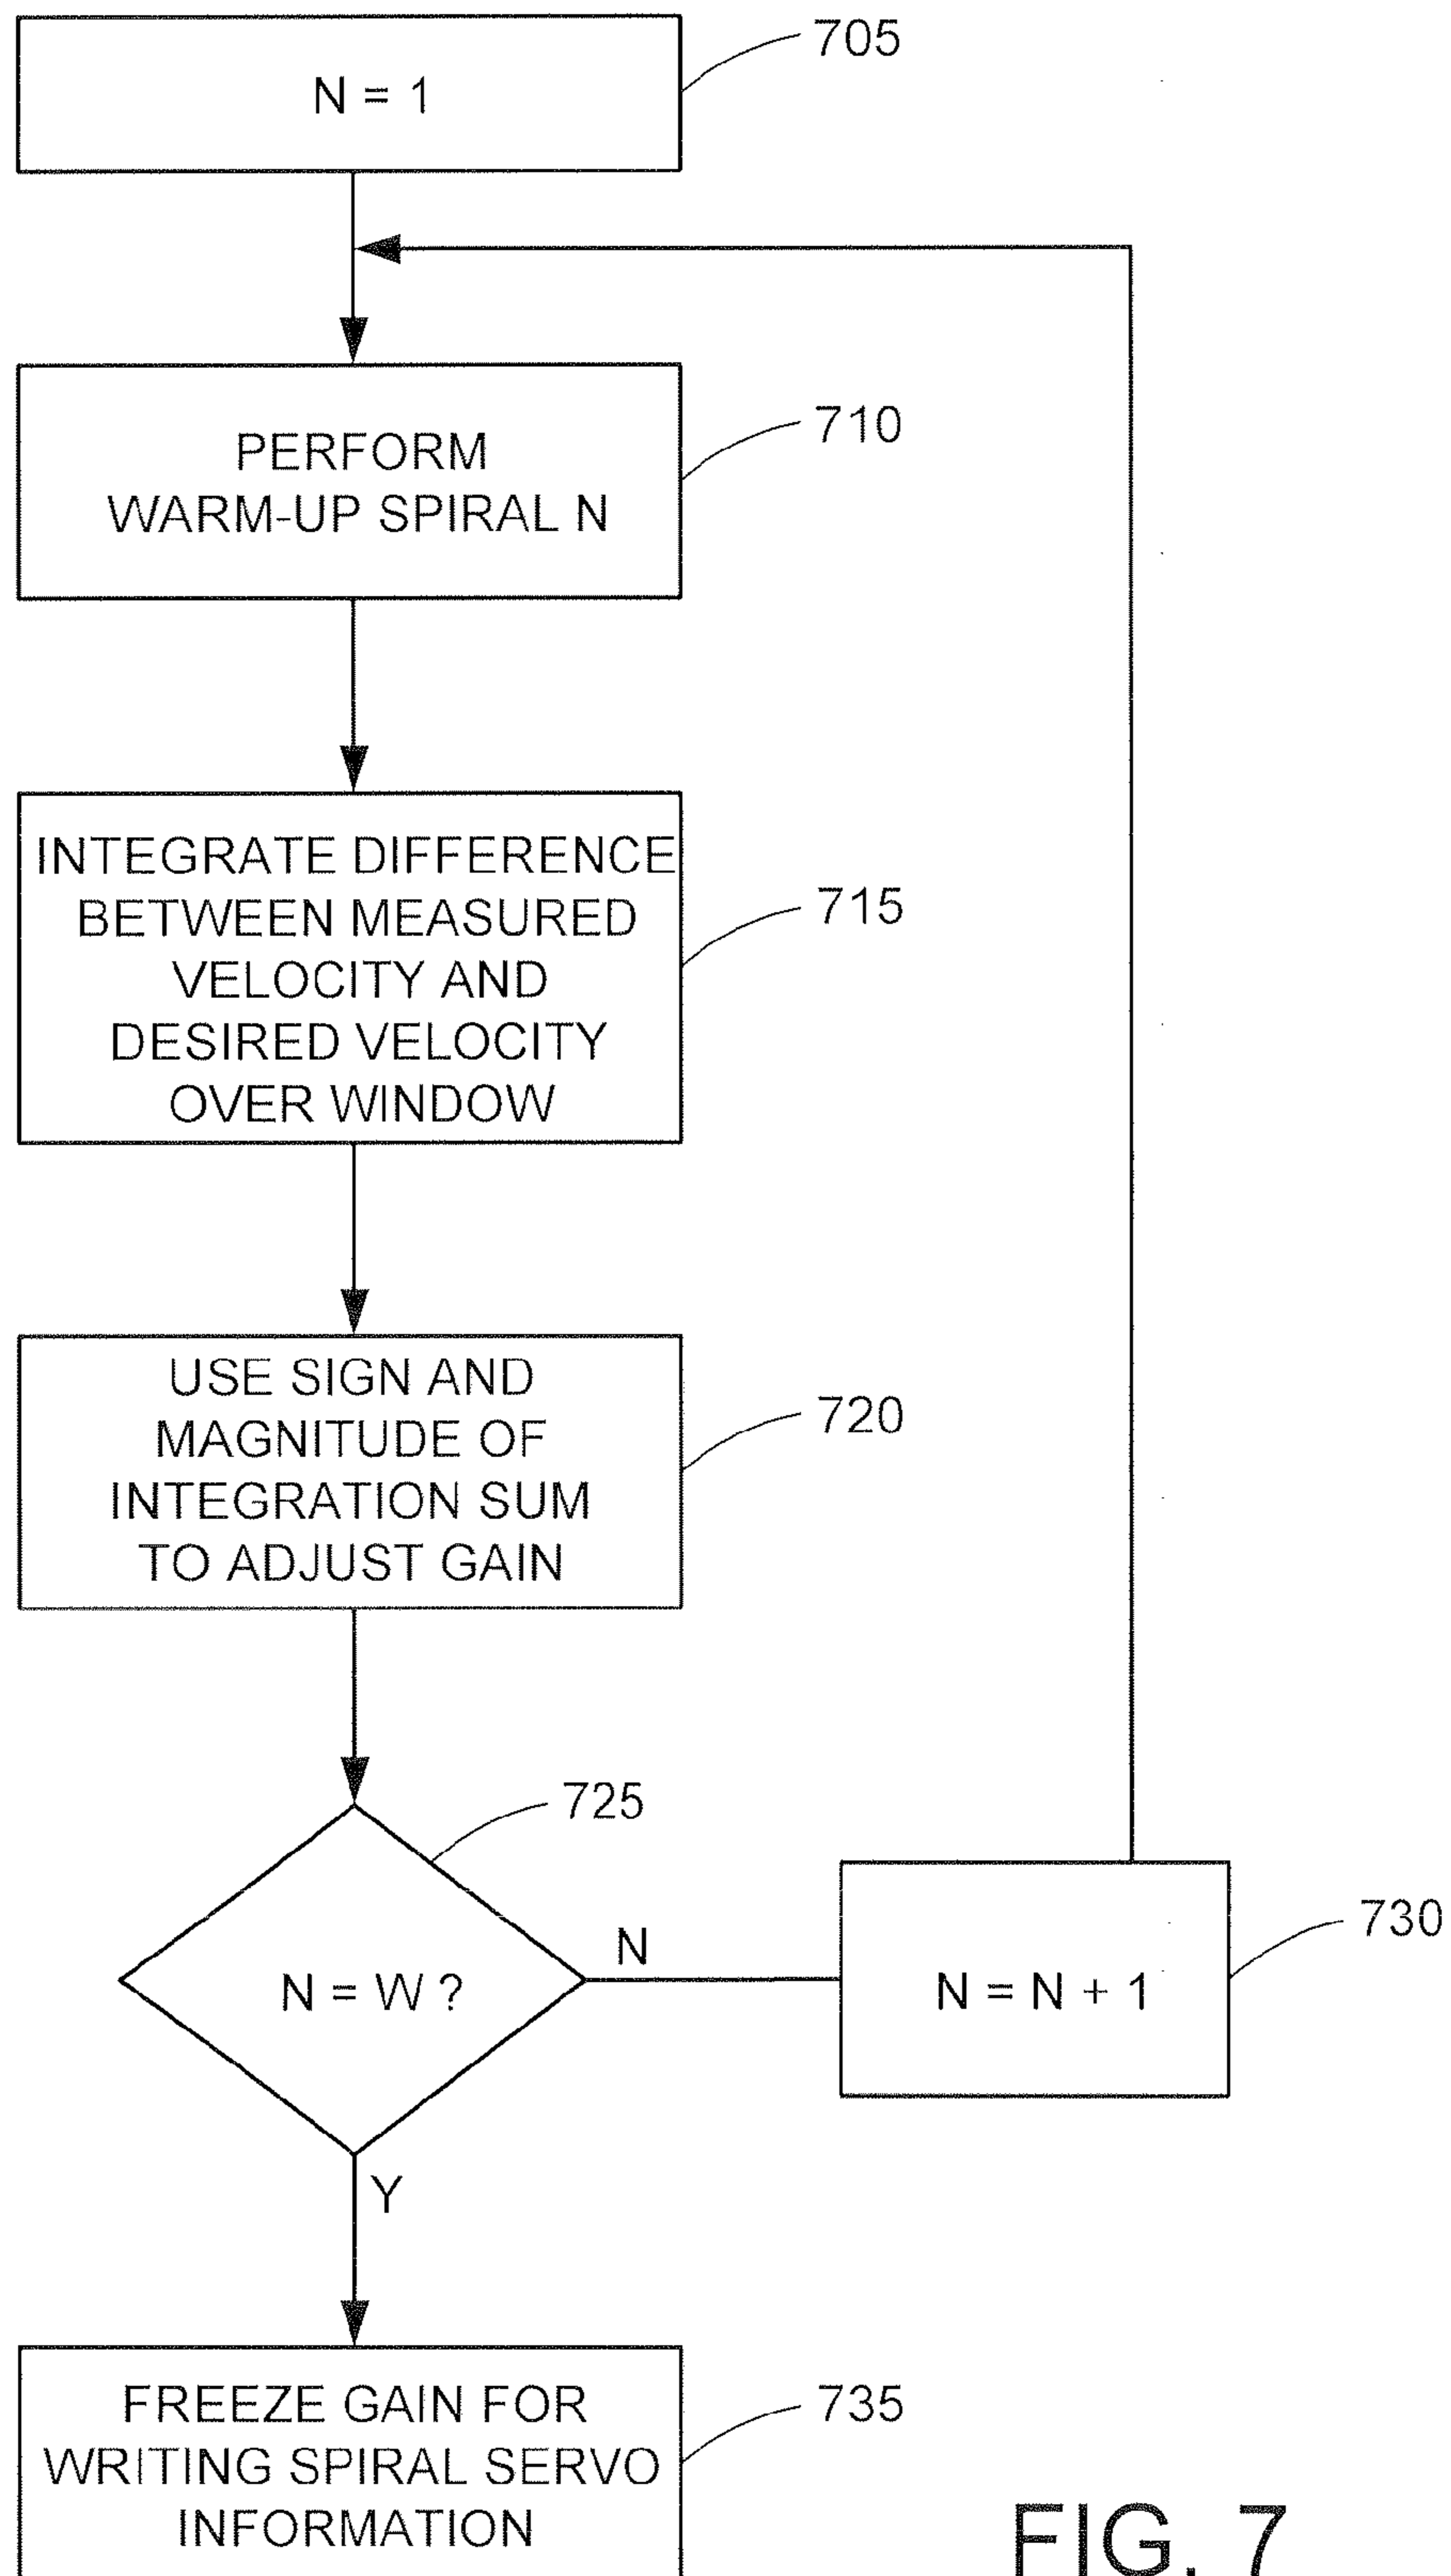 705
N = 1
710
PERFORM
WARM-UP SPIRAL N
INTEGRATE DIFFERENCE
BETWEEN MEASURED
715
VELOCITY AND
DESIRED VELOCITY
OVER WINDOW
USE SIGN AND
720
MAGNITUDE OF
INTEGRATION SUM
TO ADJUST GAIN
725
N = W ?
N
730
N = N + 1
Y
FREEZE GAIN FOR
735
WRITING SPIRAL SERVO
INFORMATION
FIG. 7